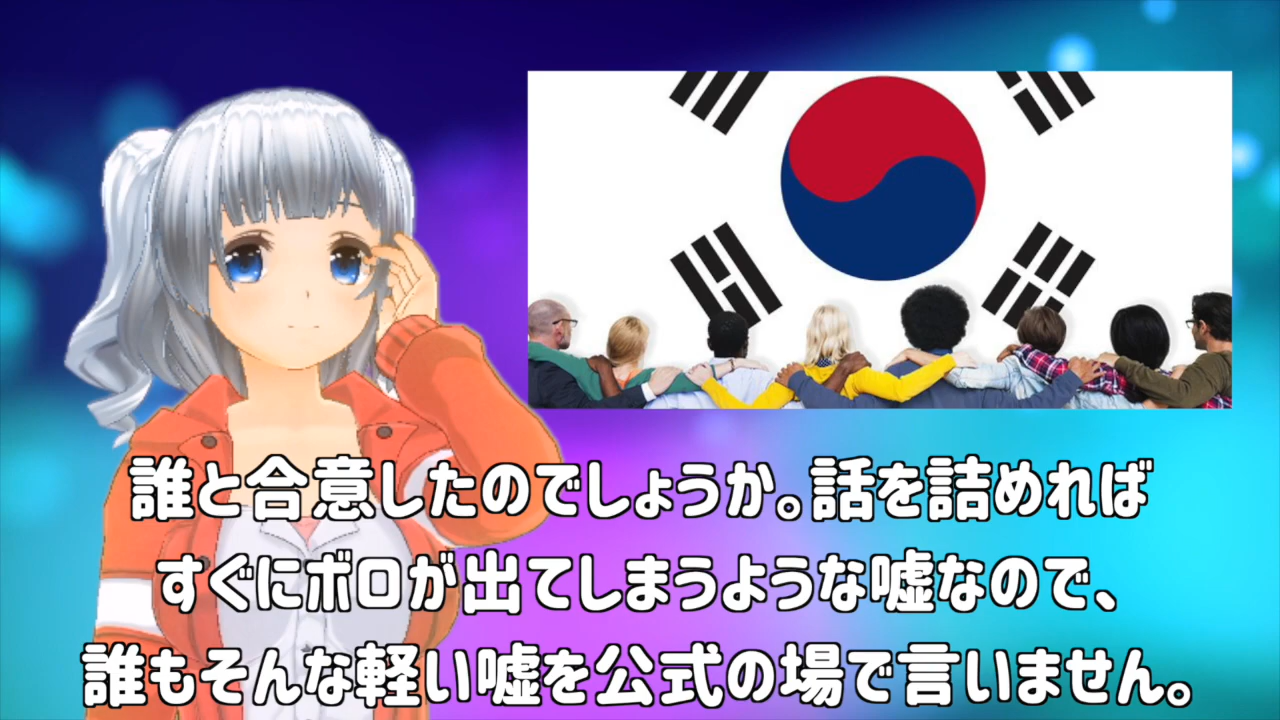 誰と合意したのでしょうか。話を詰めれば
すぐにボロが出てしまうような嘘なので、
誰もそんな軽い嘘を公式の場で言いません。